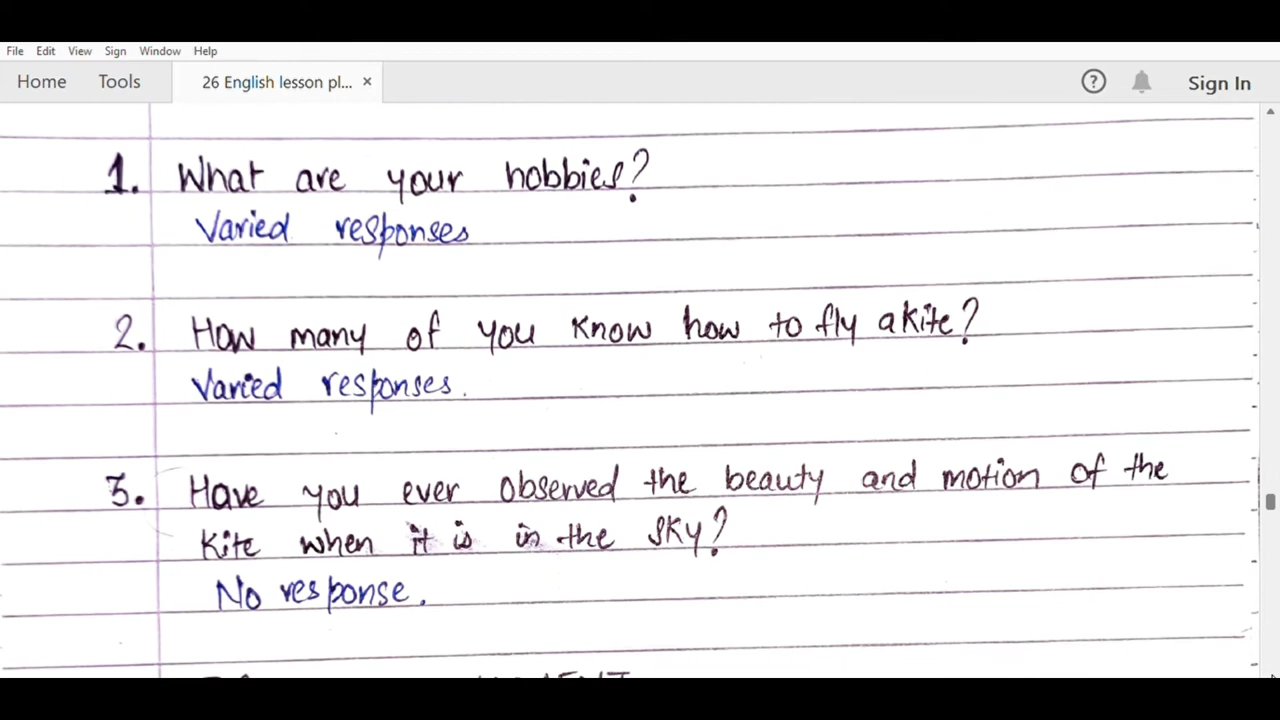 File Edit View Sign Window Help
Home Tools 26 English lesson pl... × ? Sign In
1. What are your hobbies?
Varied responses
2. How many of you know how to fly a kite?
Varied responses.
3. Have you ever observed the beauty and motion of the
kite when it is in the sky?
No response.